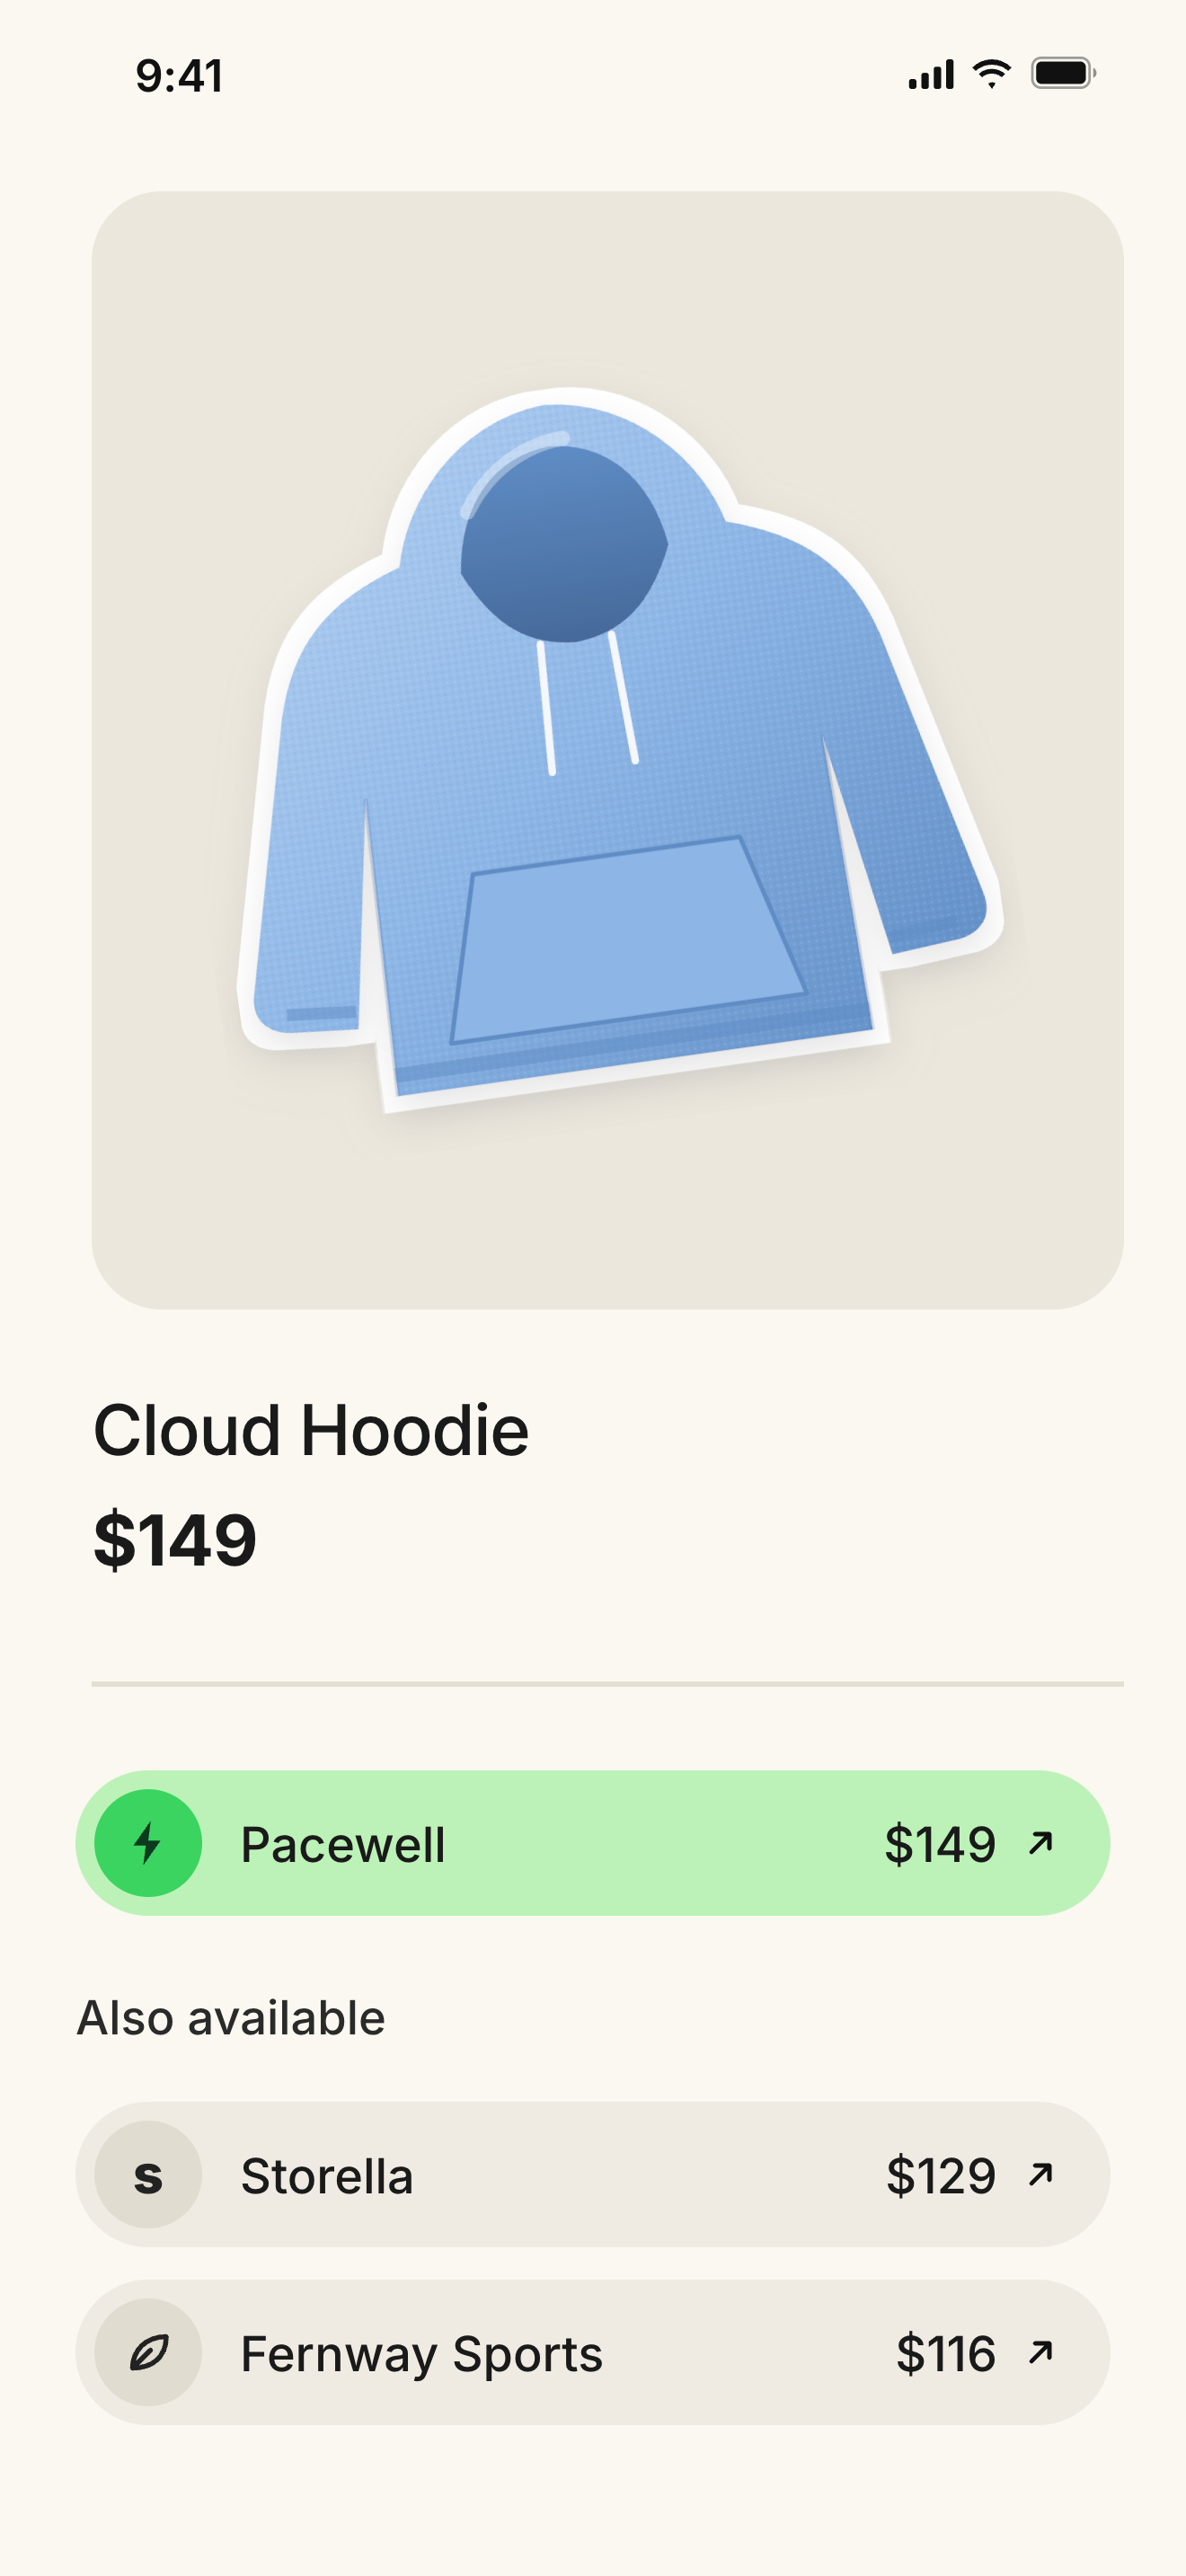 9:41
Cloud Hoodie
$149
Pacewell $149
Also available
s Storella $129
Fernway Sports $116